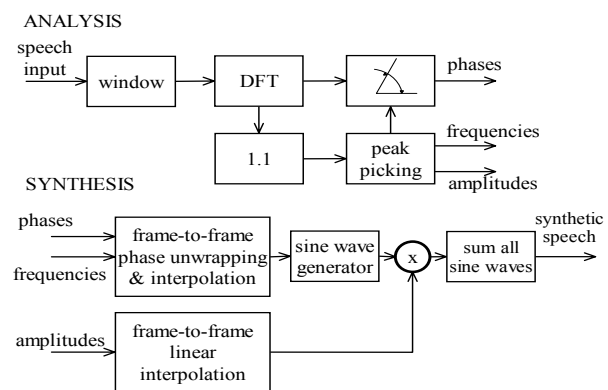 ANALYSIS
speech
input
window
DFT
phases
1.1
peak
picking
frequencies
amplitudes
SYNTHESIS
phases
frequencies
frame-to-frame
phase unwrapping
& interpolation
sine wave
generator
x
sum all
sine waves
synthetic
speech
amplitudes
frame-to-frame
linear
interpolation